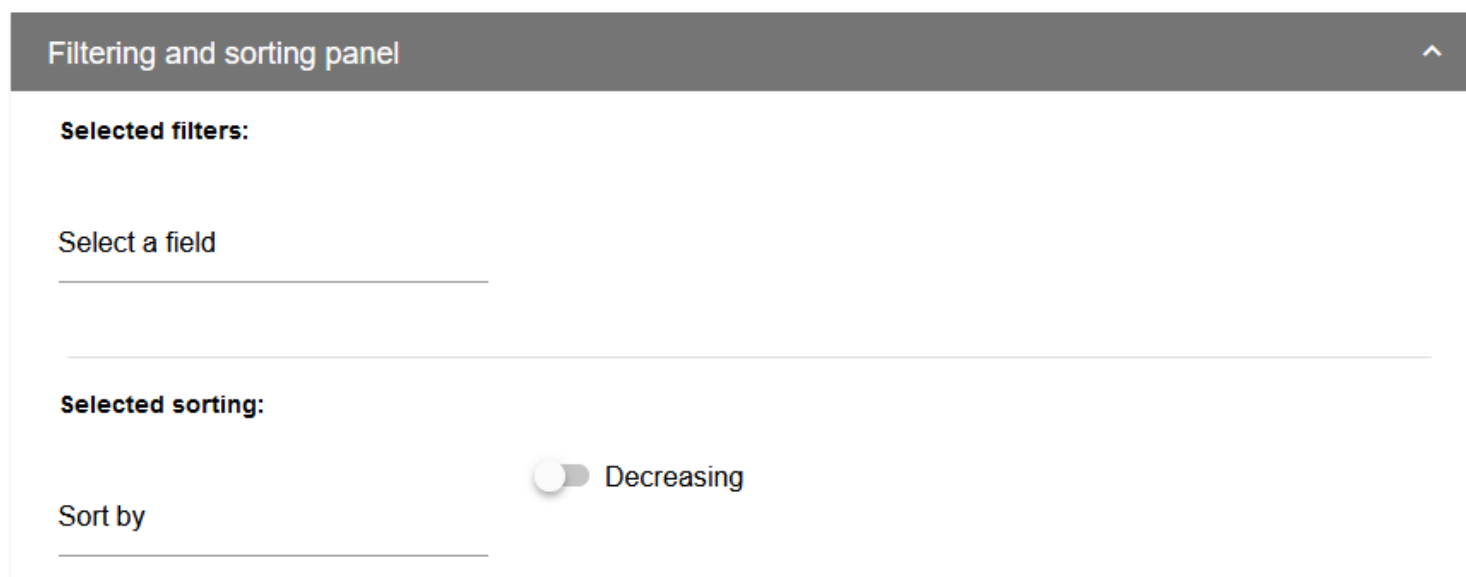 Filtering and sorting panel
Selected filters:
Select a field
Selected sorting:
Decreasing
Sort by